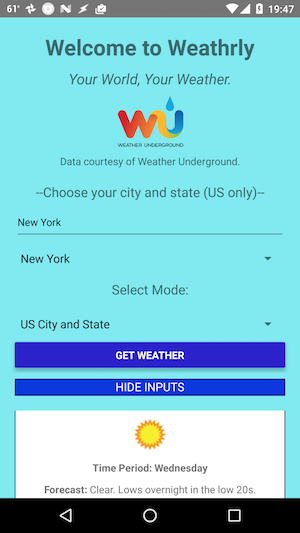 61° 19:47
Welcome to Weathrly
Your World, Your Weather.
WU
WEATHER UNDERGROUND
Data courtesy of Weather Underground.
--Choose your city and state (US only)--
New York
New York
Select Mode:
US City and State
GET WEATHER
HIDE INPUTS
Time Period: Wednesday
Forecast: Clear. Lows overnight in the low 20s.